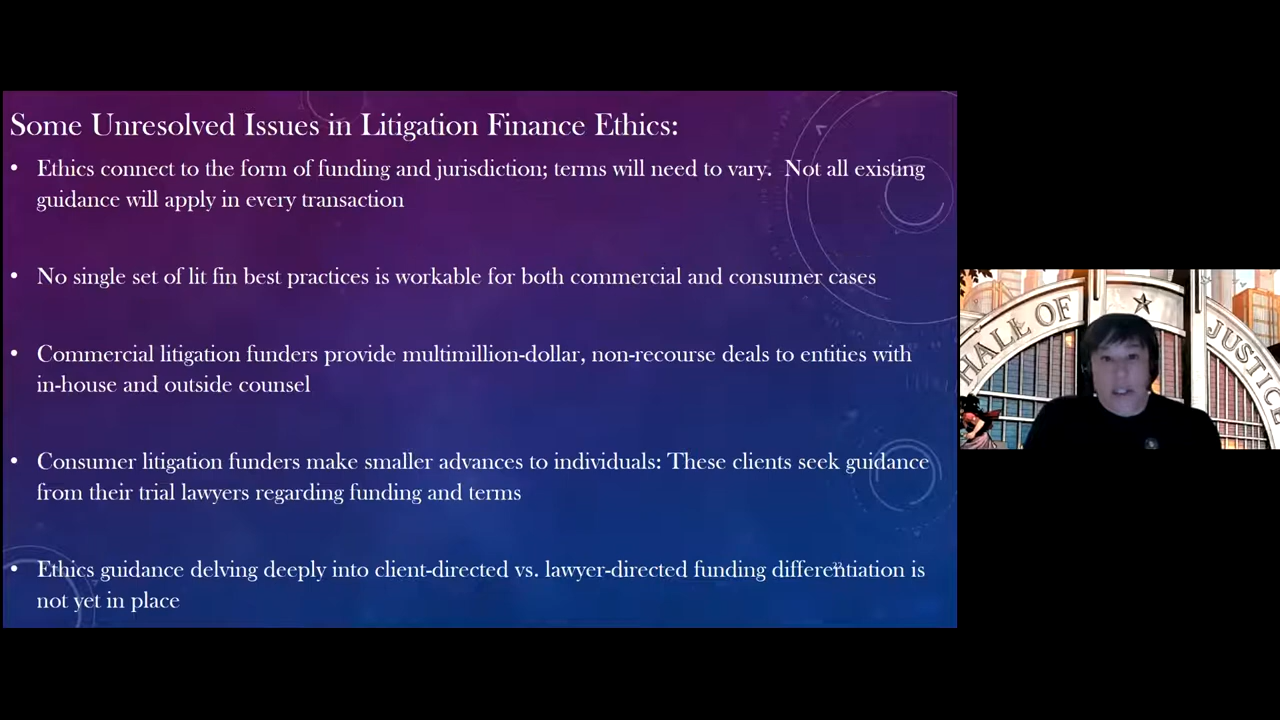 Some Unresolved Issues in Litigation Finance Ethics:
• Ethics connect to the form of funding and jurisdiction; terms will need to vary.  Not all existing
guidance will apply in every transaction
• No single set of lit fin best practices is workable for both commercial and consumer cases
• Commercial litigation funders provide multimillion-dollar, non-recourse deals to entities with
in-house and outside counsel
• Consumer litigation funders make smaller advances to individuals: These clients seek guidance
from their trial lawyers regarding funding and terms
• Ethics guidance delving deeply into client-directed vs. lawyer-directed funding differentiation is
not yet in place
HALL OF JUSTICE